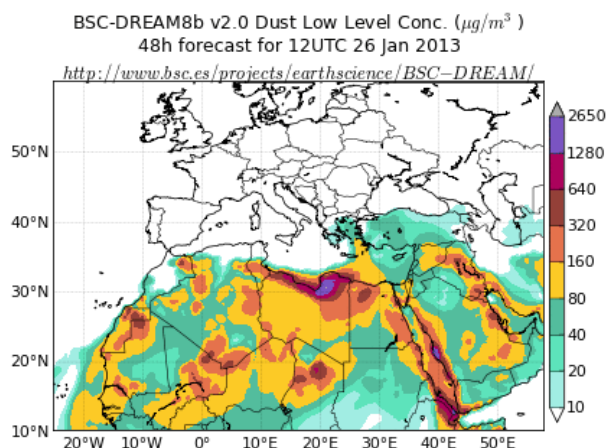 BSC-DREAM8b v2.0 Dust Low Level Conc. (μg/m³ )
48h forecast for 12UTC 26 Jan 2013
http://www.bsc.es/projects/earthscience/BSC−DREAM/
2650
1280
640
320
160
80
40
20
10
50°N
40°N
30°N
20°N
10°N
20°W 10°W 0° 10°E 20°E 30°E 40°E 50°E